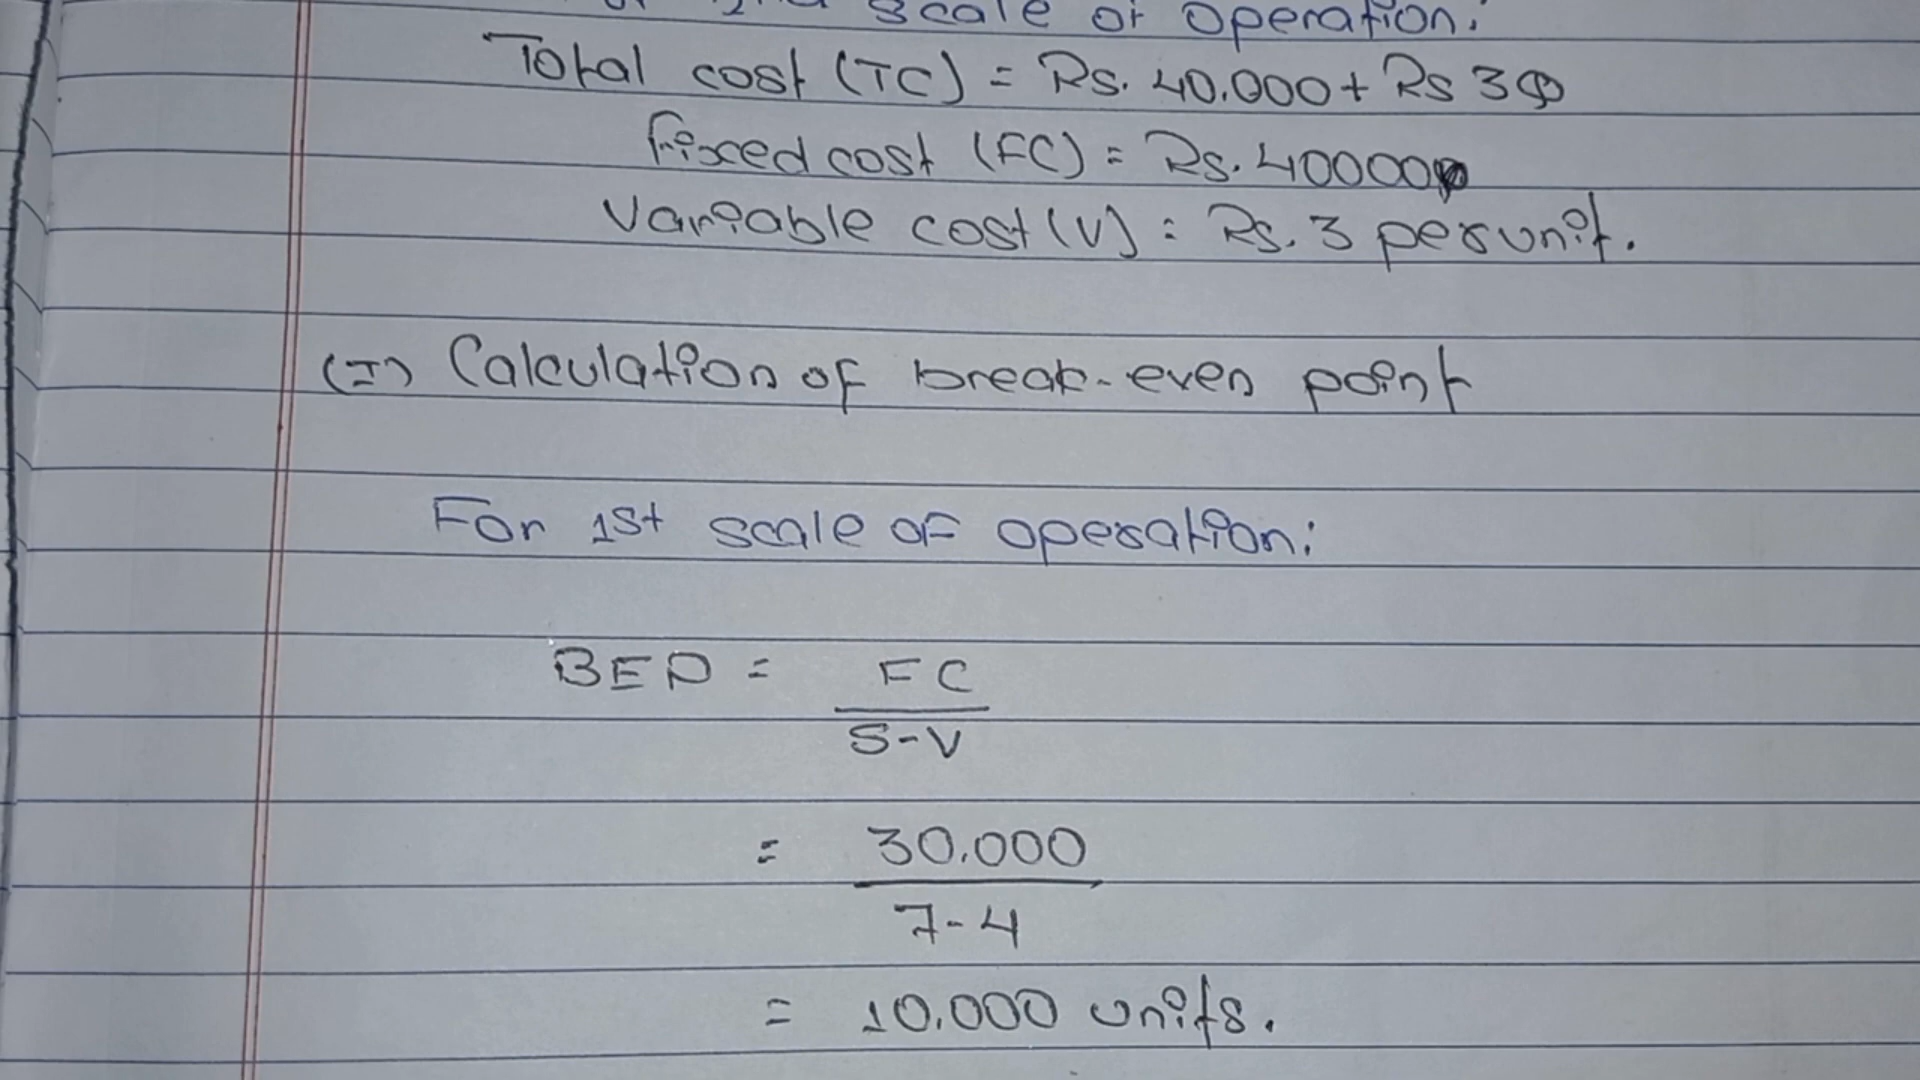 2nd scale of operation:
Total cost (TC) = Rs. 40.000 + Rs 3Q
Fixed cost (FC) = Rs. 40000
Variable cost (V) = Rs. 3 per unit.
(I) Calculation of break-even point
For 1st scale of operation:
BEP = FC
S-V
= 30.000
7-4
= 10.000 units.